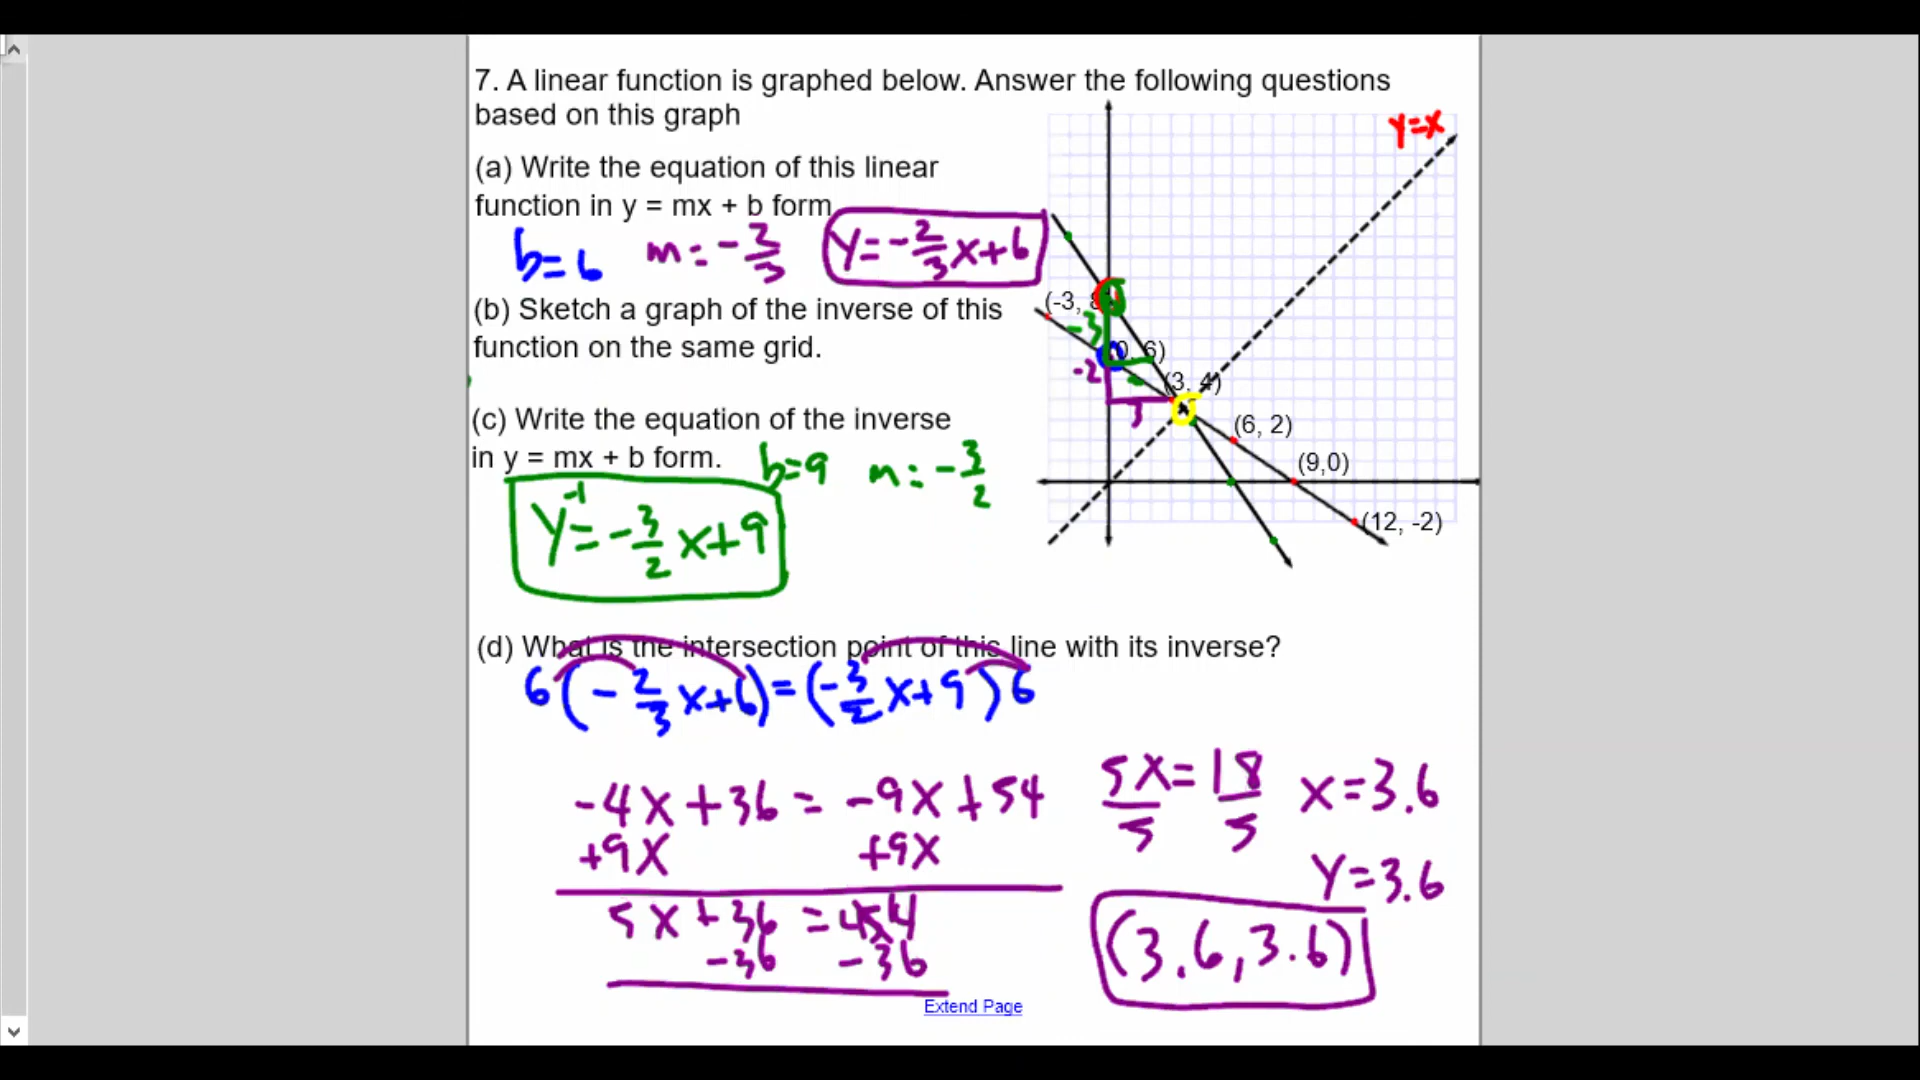 7. A linear function is graphed below. Answer the following questions
based on this graph
y=x
(a) Write the equation of this linear
function in y = mx + b form
b=6 m=-2/3 y=-2/3x+6
(b) Sketch a graph of the inverse of this
function on the same grid.
(-3, 8
-3
0, 6)
-2
(3, 4)
3
(6, 2)
(9,0)
(12, -2)
(c) Write the equation of the inverse
in y = mx + b form.
b=9 m=-3/2
y⁻¹=-3/2x+9
(d) What is the intersection point of this line with its inverse?
6(-2/3x+6)=(-3/2x+9)6
-4x+36=-9x+54
+9x +9x
5x+36=54
-36 -36
5x=18
5 5
x=3.6
y=3.6
(3.6,3.6)
Extend Page